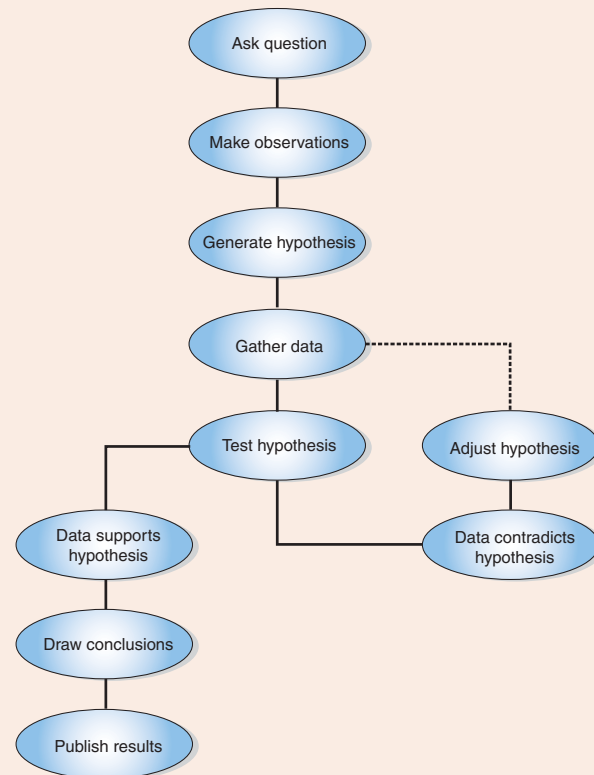 Ask question
Make observations
Generate hypothesis
Gather data
Test hypothesis
Adjust hypothesis
Data supports
hypothesis
Data contradicts
hypothesis
Draw conclusions
Publish results